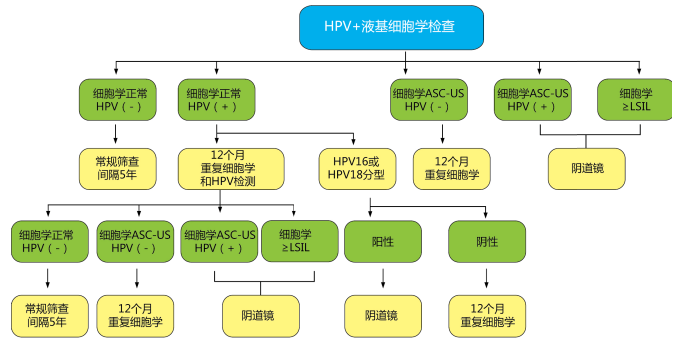 HPV+液基细胞学检查
细胞学正常
HPV（-）
细胞学正常
HPV（+）
细胞学ASC-US
HPV（-）
细胞学ASC-US
HPV（+）
细胞学
≥LSIL
常规筛查
间隔5年
12个月
重复细胞学
和HPV检测
HPV16或
HPV18分型
12个月
重复细胞学
阴道镜
细胞学正常
HPV（-）
细胞学ASC-US
HPV（-）
细胞学ASC-US
HPV（+）
细胞学
≥LSIL
阳性
阴性
常规筛查
间隔5年
12个月
重复细胞学
阴道镜
阴道镜
12个月
重复细胞学